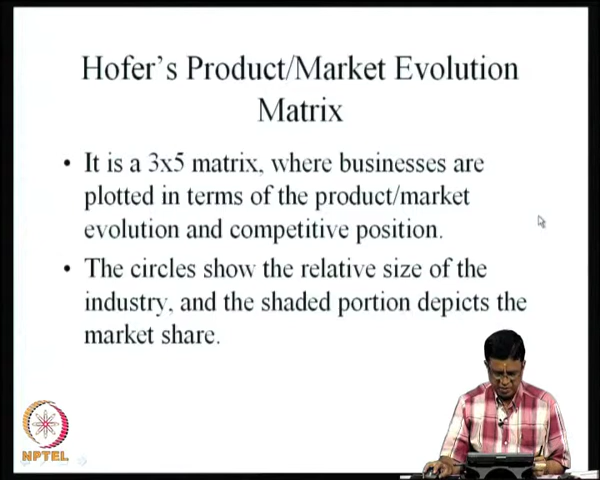 Hofer's Product/Market Evolution
Matrix
• It is a 3x5 matrix, where businesses are
plotted in terms of the product/market
evolution and competitive position.
• The circles show the relative size of the
industry, and the shaded portion depicts the
market share.
NPTEL